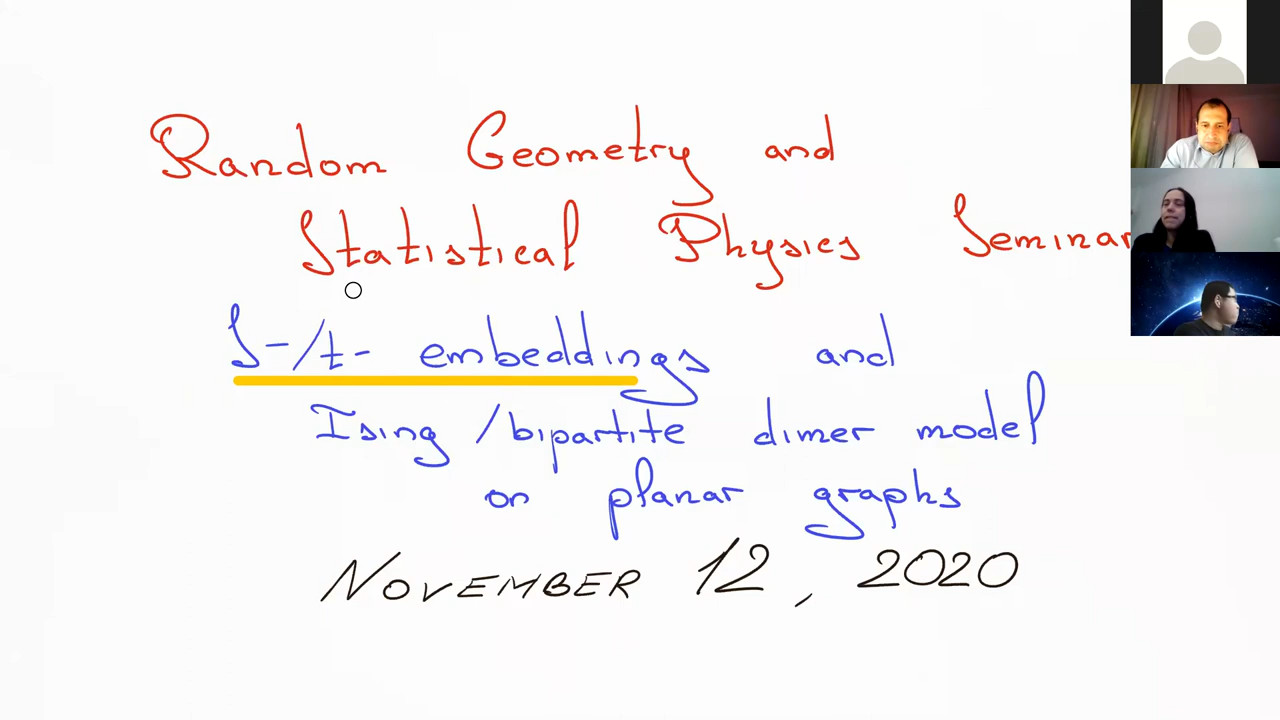 Random Geometry and
Statistical Physics Seminar
S-/t- embeddings and
Ising /bipartite dimer model
on planar graphs
NOVEMBER 12, 2020